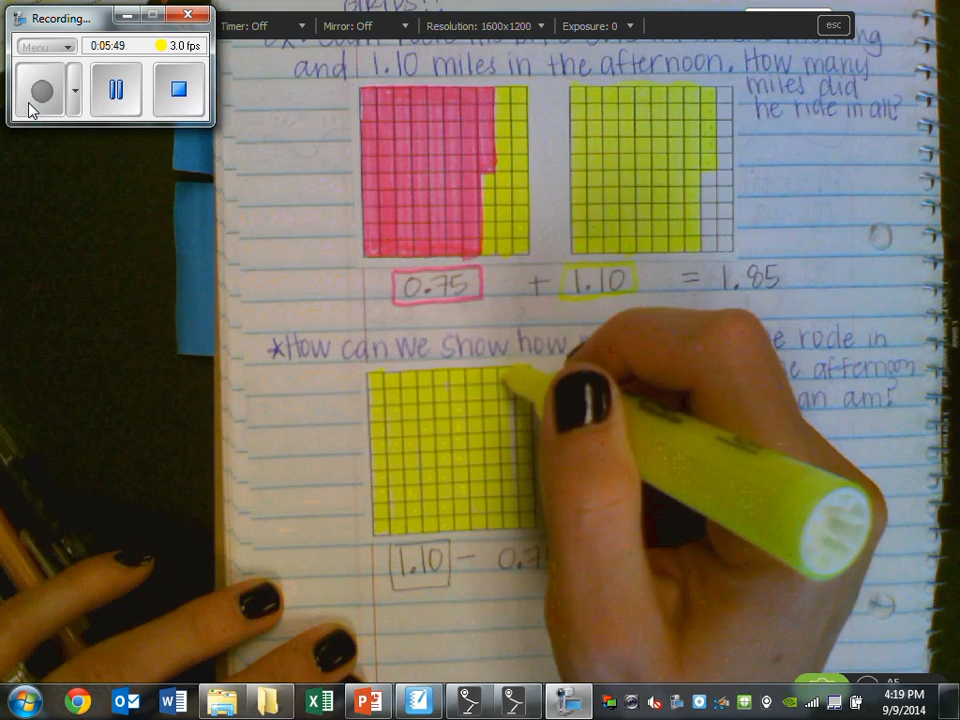 Recording...
Menu
0:05:49
3.0 fps
Timer: Off
Mirror: Off
Resolution: 1600x1200
Exposure: 0
esc
and 1.10 miles in the afternoon. How many
miles did
he ride in all?
0.75 + 1.10 = 1.85
*How can we show how
e rode in
e afternoon
an am?
1.10 - 0.7
4:19 PM
9/9/2014